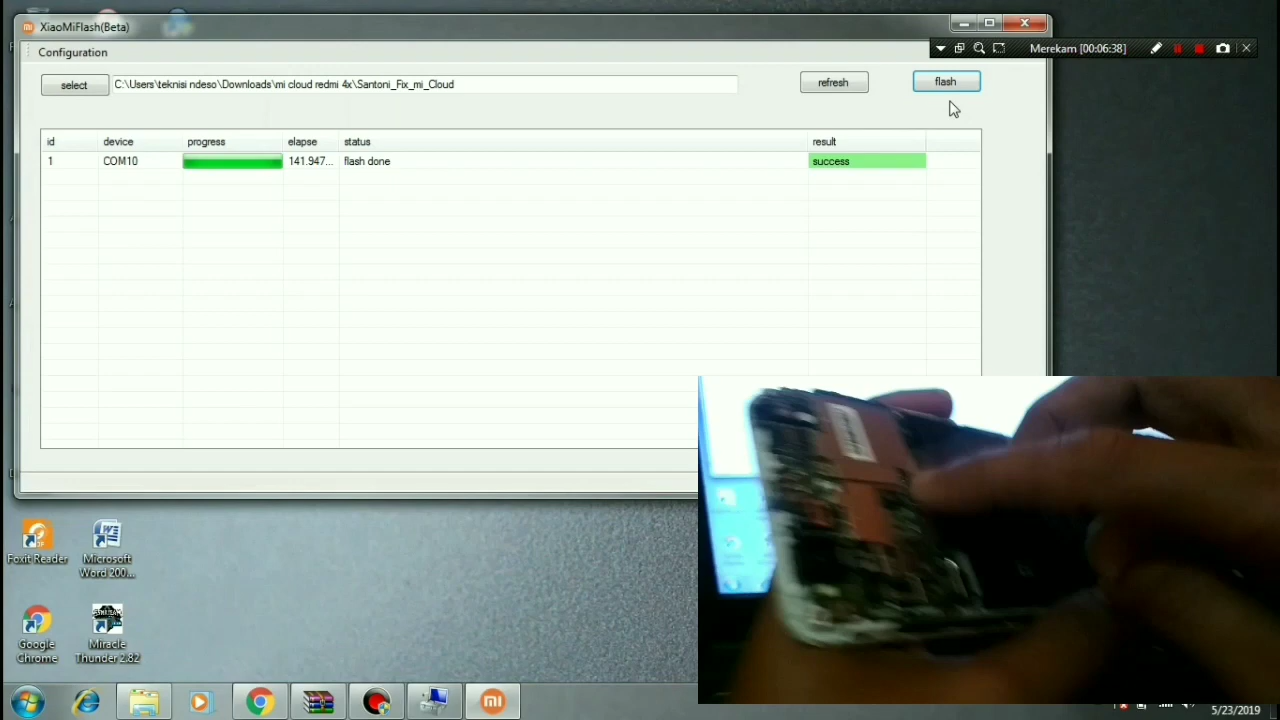 XiaoMiFlash(Beta)
Configuration
Merekam [00:06:38]
select
C:\Users\teknisi ndeso\Downloads\mi cloud redmi 4x\Santoni_Fix_mi_Cloud
refresh
flash
id device progress elapse status result
1 COM10 141.947... flash done success
Foxit Reader
Microsoft
Word 200...
Google
Chrome
Miracle
Thunder 2.82
5/23/2019